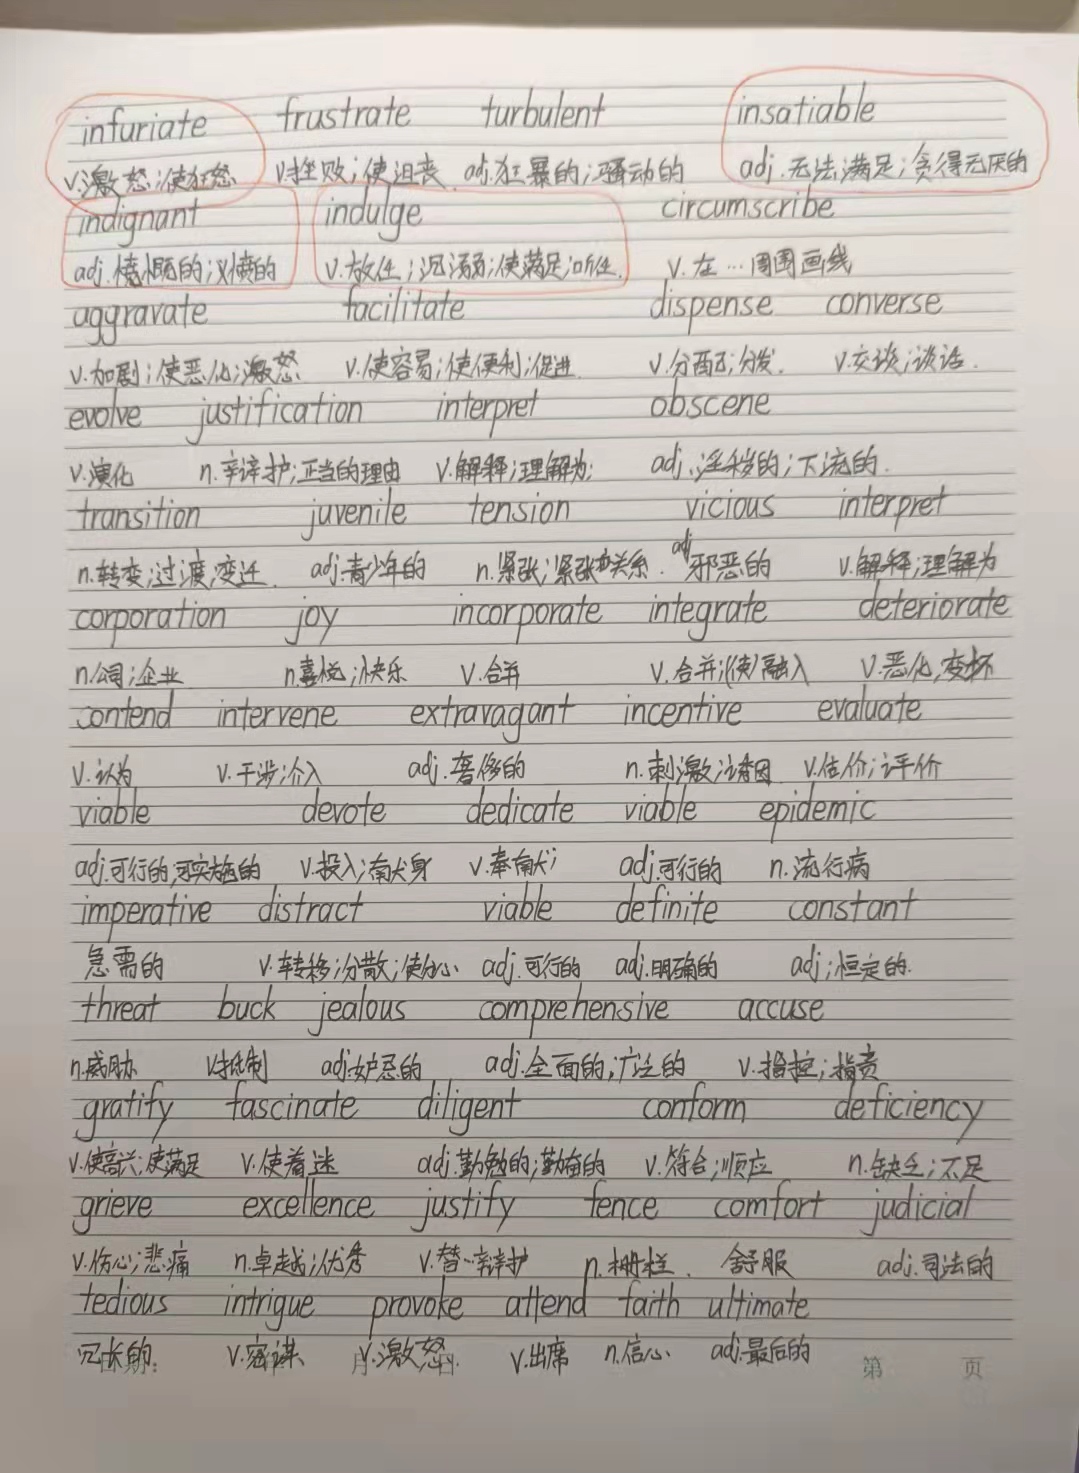 infuriate frustrate turbulent insatiable
v.激怒;使狂怒 v.挫败;使沮丧 adj.狂暴的;骚动的 adj.无法满足;贪得无厌的
indignant indulge circumscribe
adj.愤慨的;义愤的 v.放任;沉溺;使满足;听任 v.在…周围画线
aggravate facilitate dispense converse
v.加剧;使恶化;激怒 v.使容易;使便利;促进 v.分配;分发. v.交谈;谈话.
evolve justification interpret obscene
v.演化 n.辩护;正当的理由 v.解释;理解为; adj.淫秽的;下流的.
transition juvenile tension vicious interpret
n.转变;过渡;变迁. adj.青少年的 n.紧张;紧张关系. adj邪恶的 v.解释;理解为
corporation joy incorporate integrate deteriorate
n.公司;企业 n.喜悦;快乐 v.合并 v.合并;(使)融入 v.恶化,变坏
contend intervene extravagant incentive evaluate
v.认为 v.干涉;介入 adj.奢侈的 n.刺激;诱因 v.估价;评价
viable devote dedicate viable epidemic
adj.可行的;可实施的 v.投入;献身 v.奉献; adj.可行的 n.流行病
imperative distract viable definite constant
急需的 v.转移;分散;使分心 adj.可行的 adj.明确的 adj;恒定的.
threat buck jealous comprehensive accuse
n.威胁 v.抵制 adj.妒忌的 adj.全面的;广泛的 v.指控;指责
gratify fascinate diligent conform deficiency
v.使高兴;使满足 v.使着迷 adj.勤勉的;勤奋的 v.符合;顺应 n.缺乏;不足
grieve excellence justify fence comfort judicial
v.伤心;悲痛 n.卓越;优秀 v.替…辩护 n.栅栏. 舒服 adj.司法的
tedious intrigue provoke attend faith ultimate
冗长的 v.密谋 v.激怒. v.出席 n.信心 adj.最后的
月 日 第 页